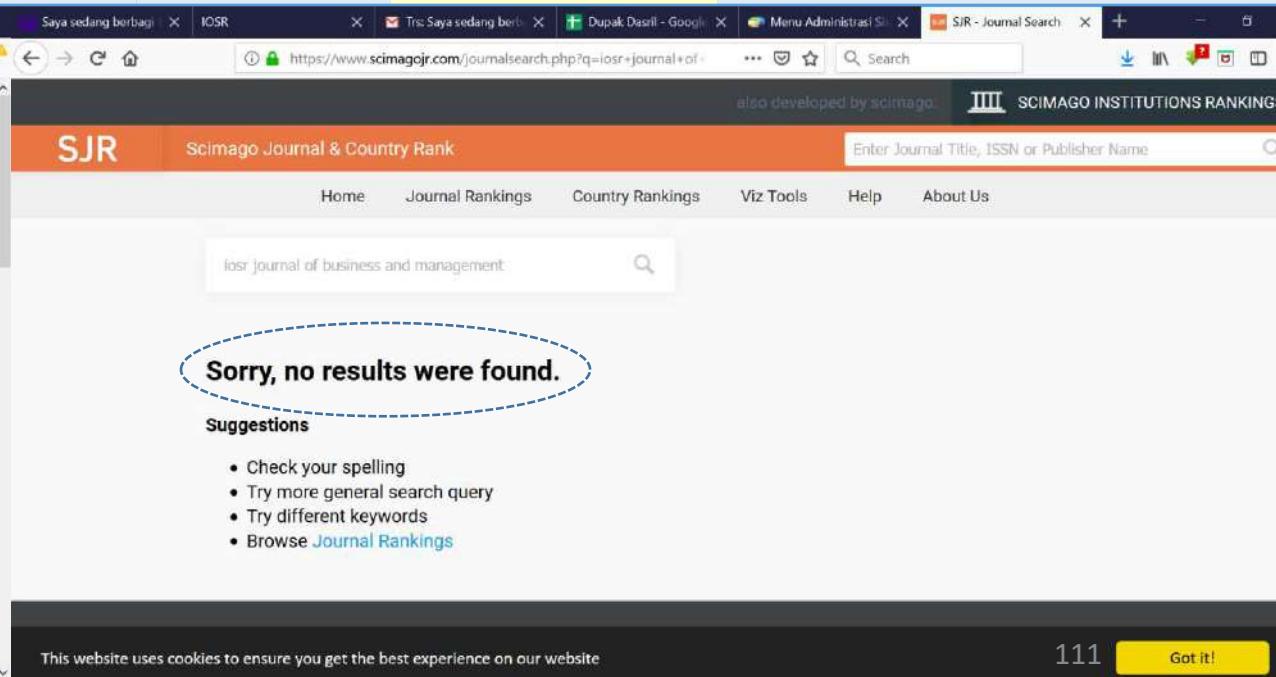 Saya sedang berbagi
IOSR
Trs: Saya sedang berb
Dupak Dasril - Googl
Menu Administrasi Si
SJR - Journal Search
https://www.scimagojr.com/journalsearch.php?q=iosr+journal+of+
Search
2
also developed by scimago:
SCIMAGO INSTITUTIONS RANKINGS
SJR
Scimago Journal & Country Rank
Enter Journal Title, ISSN or Publisher Name
Home
Journal Rankings
Country Rankings
Viz Tools
Help
About Us
iosr journal of business and management
Sorry, no results were found.
Suggestions
• Check your spelling
• Try more general search query
• Try different keywords
• Browse Journal Rankings
This website uses cookies to ensure you get the best experience on our website
111
Got it!